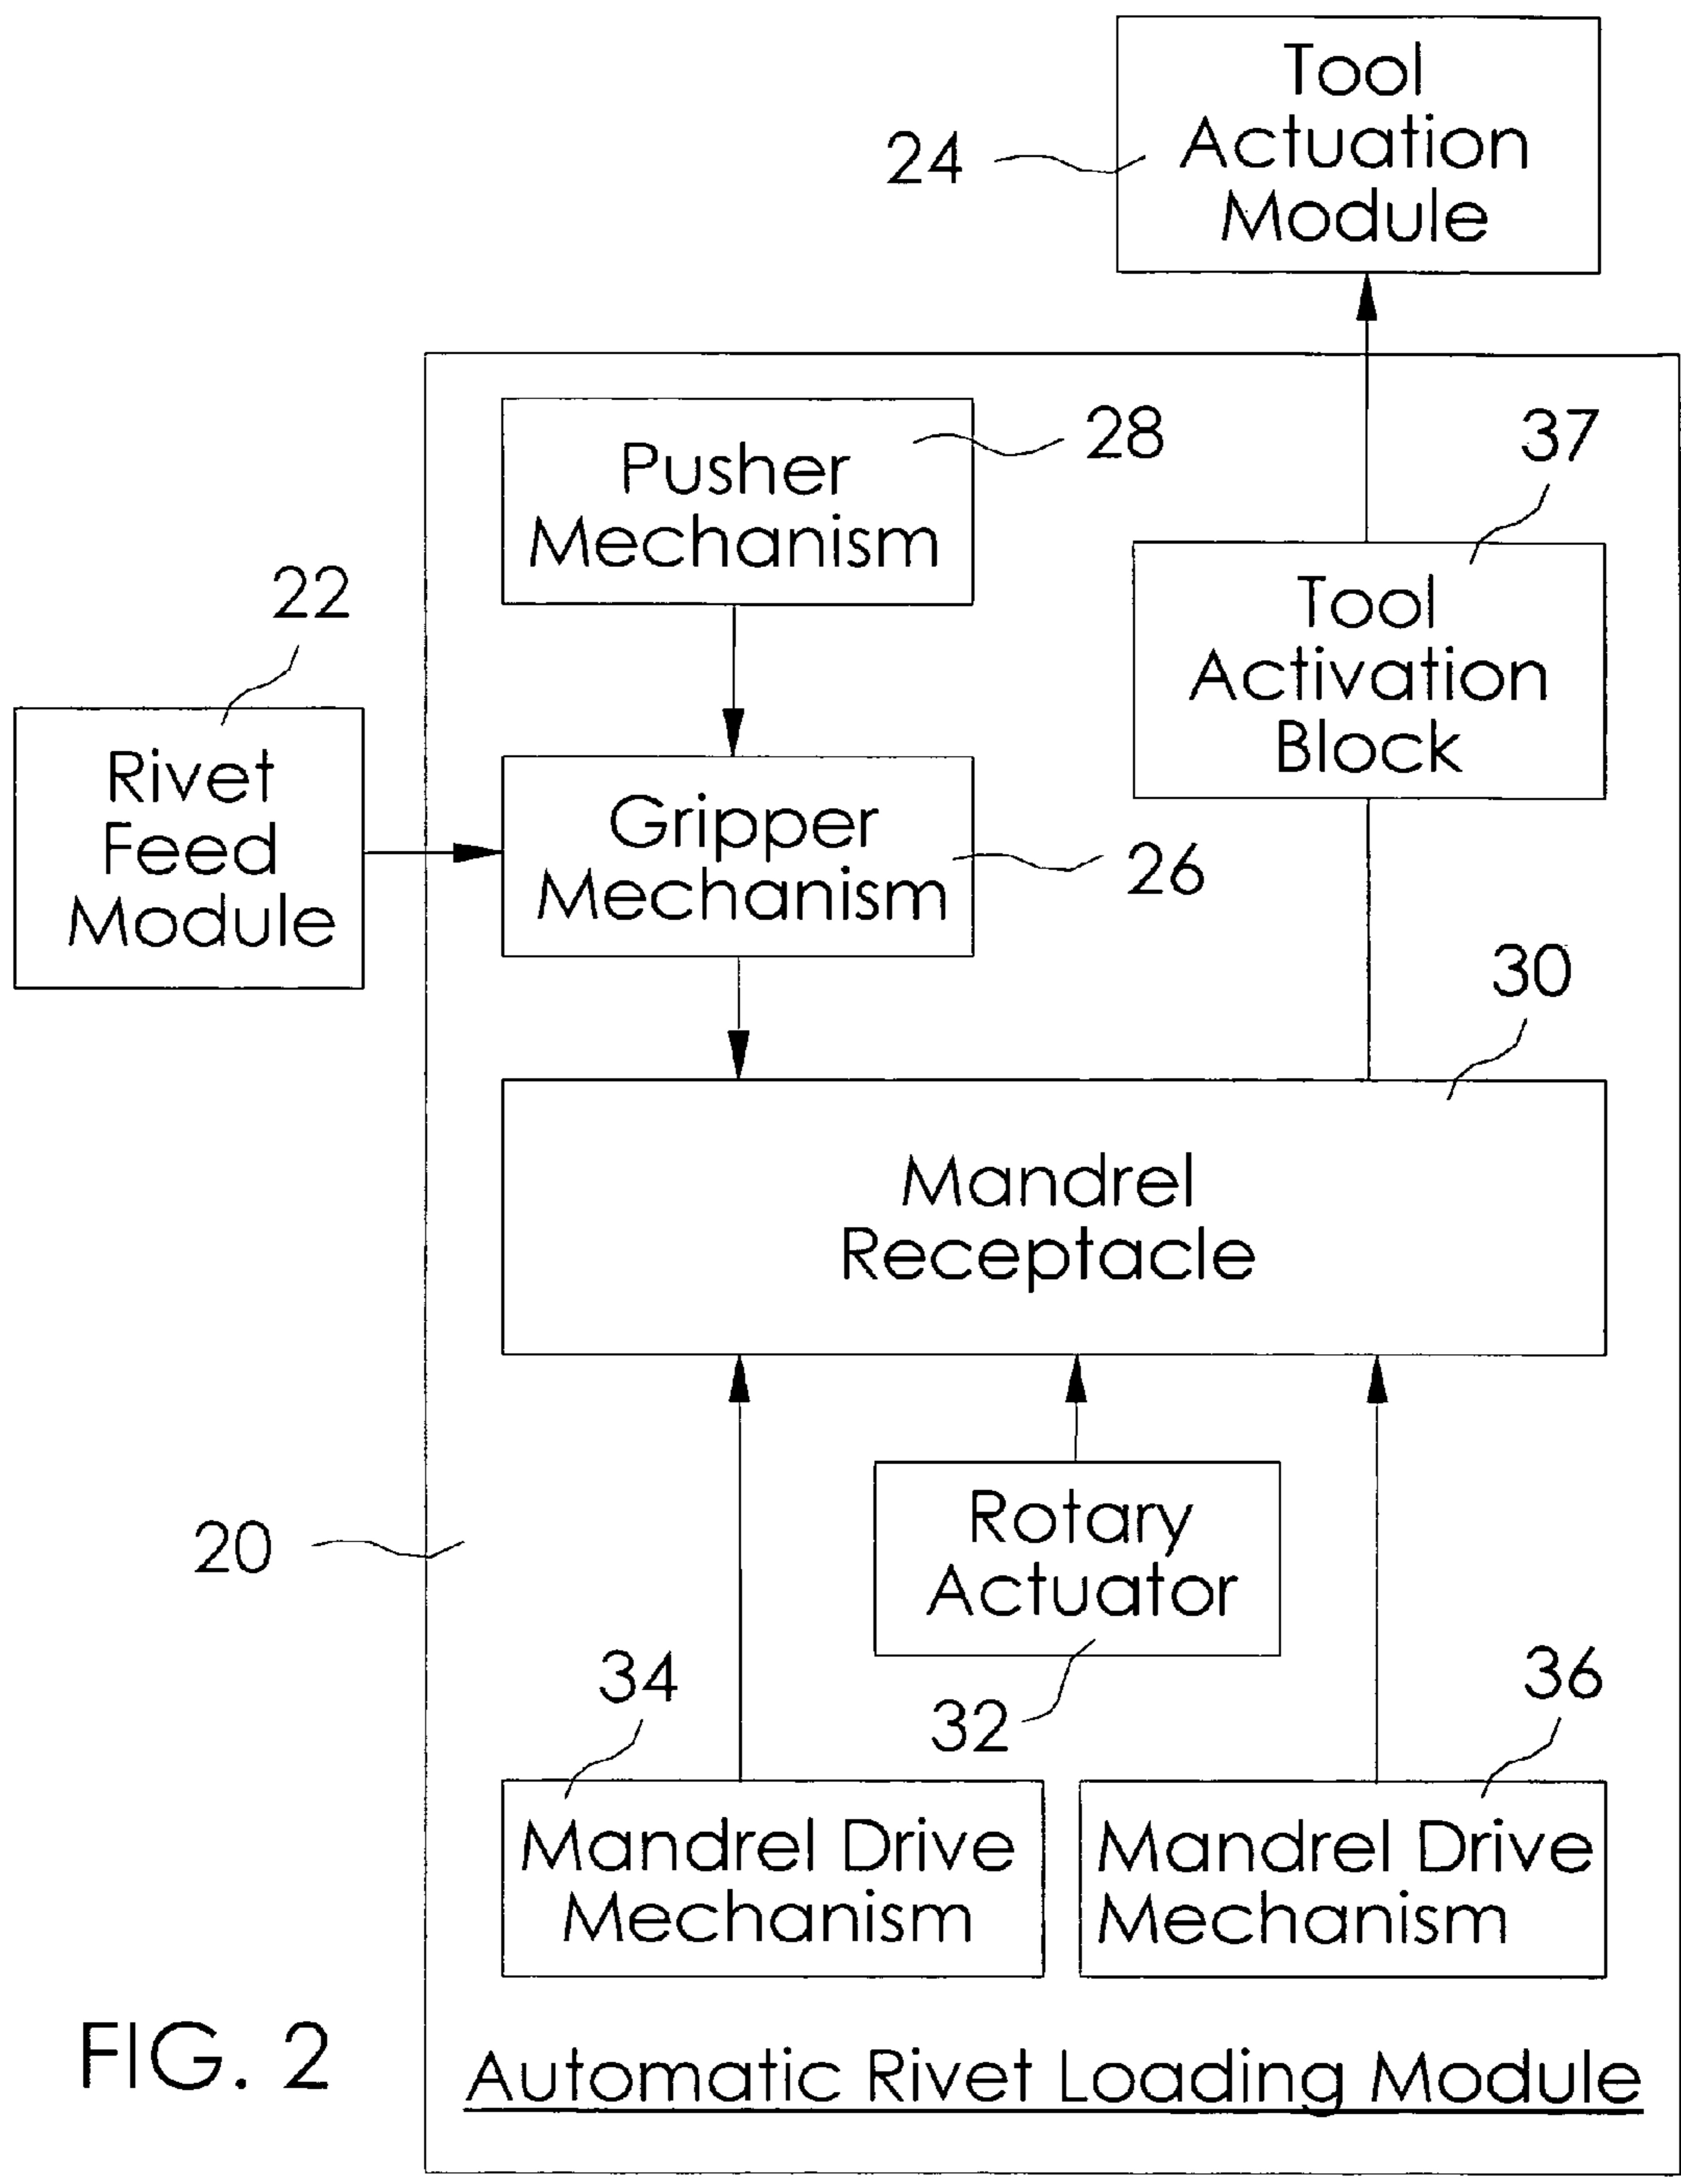 Tool
Actuation
Module
24
Pusher
Mechanism
28
37
Tool
Activation
Block
22
Rivet
Feed
Module
Gripper
Mechanism
26
30
Mandrel
Receptacle
Rotary
Actuator
20
34
32
36
Mandrel Drive
Mechanism
Mandrel Drive
Mechanism
FIG. 2
Automatic Rivet Loading Module